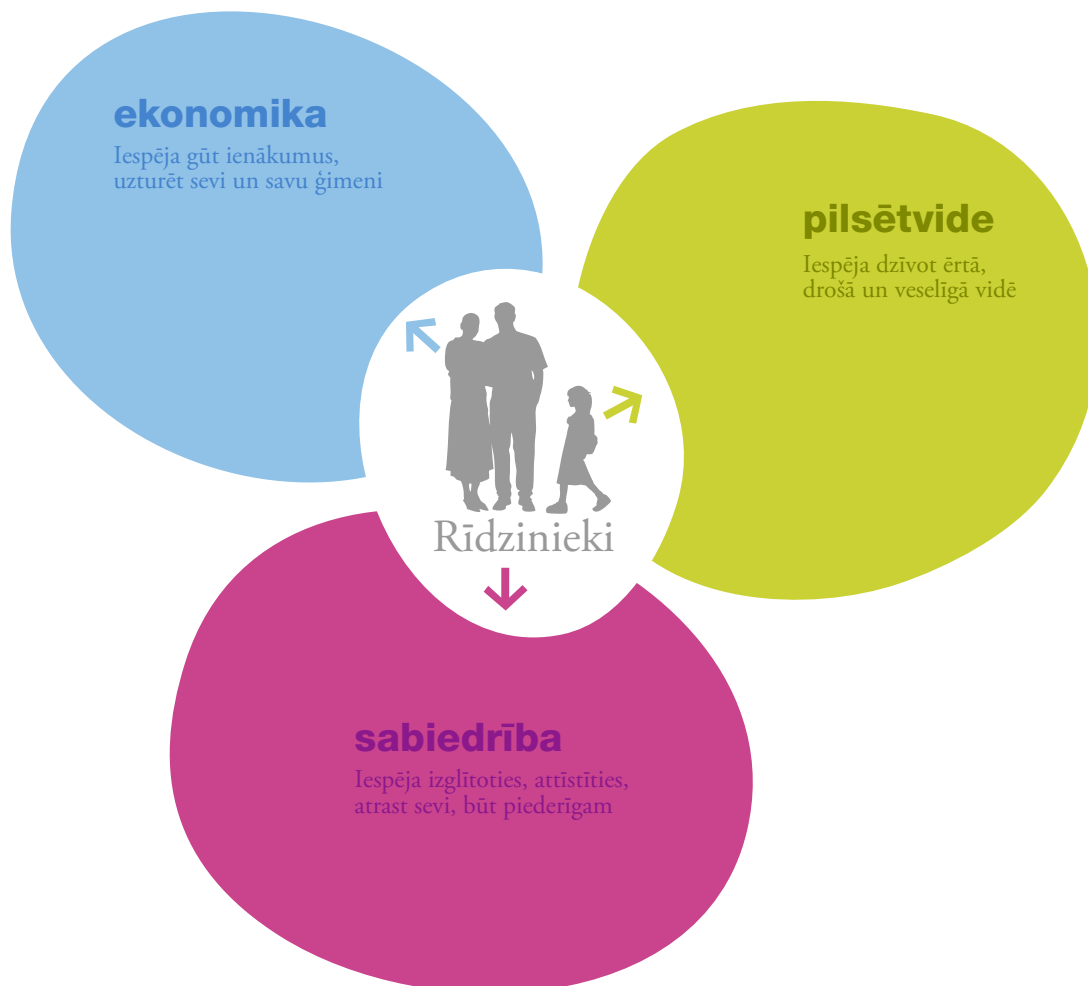 ekonomika
Iespēja gūt ienākumus,
uzturēt sevi un savu ģimeni
pilsētvide
Iespēja dzīvot ērtā,
drošā un veselīgā vidē
Rīdzinieki
sabiedrība
Iespēja izglītoties, attīstīties,
atrast sevi, būt piederīgam